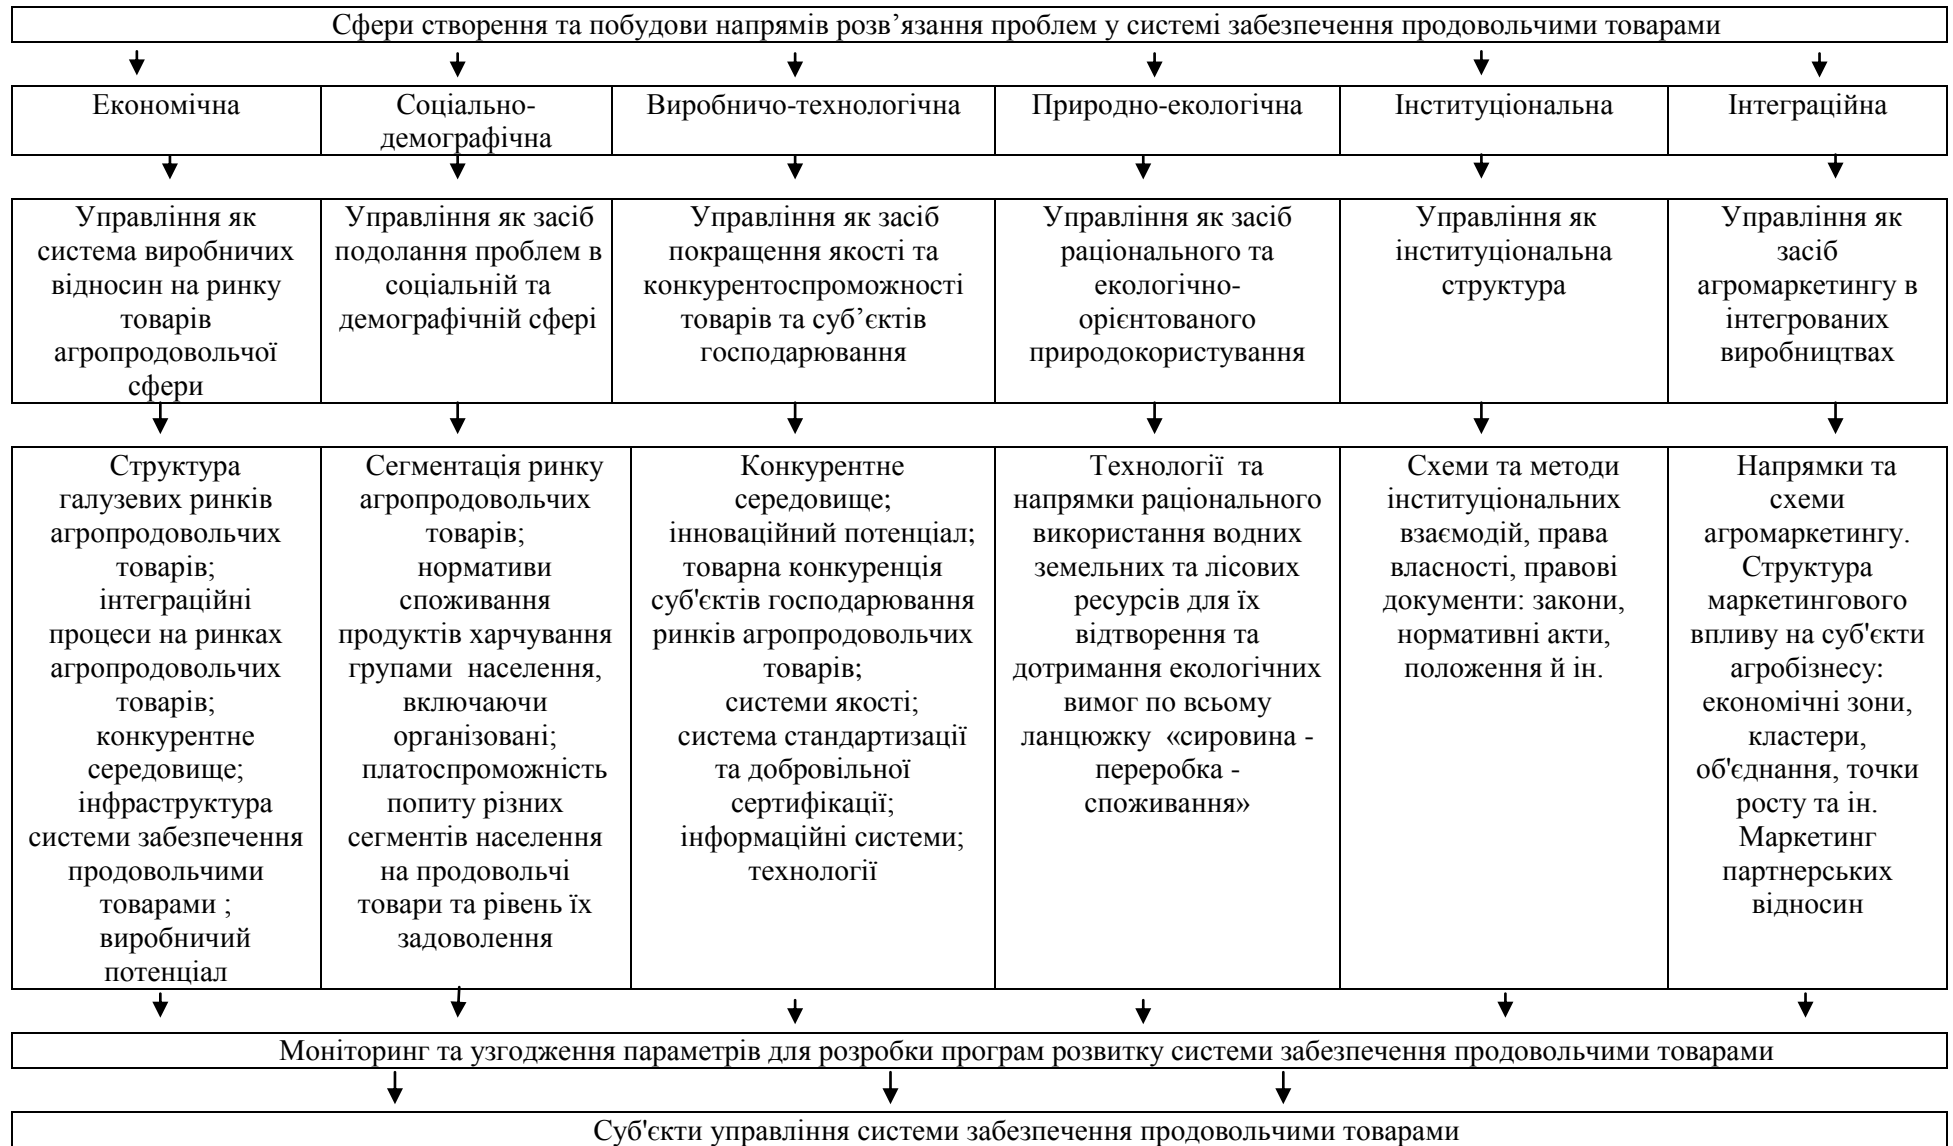 Сфери створення та побудови напрямів розв’язання проблем у системі забезпечення продовольчими товарами
Економічна
Соціально-
демографічна
Виробничо-технологічна
Природно-екологічна
Інституціональна
Інтеграційна
Управління як
система виробничих
відносин на ринку
товарів
агропродовольчої
сфери
Управління як засіб
подолання проблем в
соціальній та
демографічній сфері
Управління як засіб
покращення якості та
конкурентоспроможності
товарів та суб’єктів
господарювання
Управління як засіб
раціонального та
екологічно-
орієнтованого
природокористування
Управління як
інституціональна
структура
Управління як
засіб
агромаркетингу в
інтегрованих
виробництвах
Структура
галузевих ринків
агропродовольчих
товарів;
інтеграційні
процеси на ринках
агропродовольчих
товарів;
конкурентне
середовище;
інфраструктура
системи забезпечення
продовольчими
товарами ;
виробничий
потенціал
Сегментація ринку
агропродовольчих
товарів;
нормативи
споживання
продуктів харчування
групами населення,
включаючи
організовані;
платоспроможність
попиту різних
сегментів населення
на продовольчі
товари та рівень їх
задоволення
Конкурентне
середовище;
інноваційний потенціал;
товарна конкуренція
суб'єктів господарювання
ринків агропродовольчих
товарів;
системи якості;
система стандартизації
та добровільної
сертифікації;
інформаційні системи;
технології
Технології та
напрямки раціонального
використання водних
земельних та лісових
ресурсів для їх
відтворення та
дотримання екологічних
вимог по всьому
ланцюжку «сировина -
переробка -
споживання»
Схеми та методи
інституціональних
взаємодій, права
власності, правові
документи: закони,
нормативні акти,
положення й ін.
Напрямки та
схеми
агромаркетингу.
Структура
маркетингового
впливу на суб'єкти
агробізнесу:
економічні зони,
кластери,
об'єднання, точки
росту та ін.
Маркетинг
партнерських
відносин
Моніторинг та узгодження параметрів для розробки програм розвитку системи забезпечення продовольчими товарами
Суб'єкти управління системи забезпечення продовольчими товарами